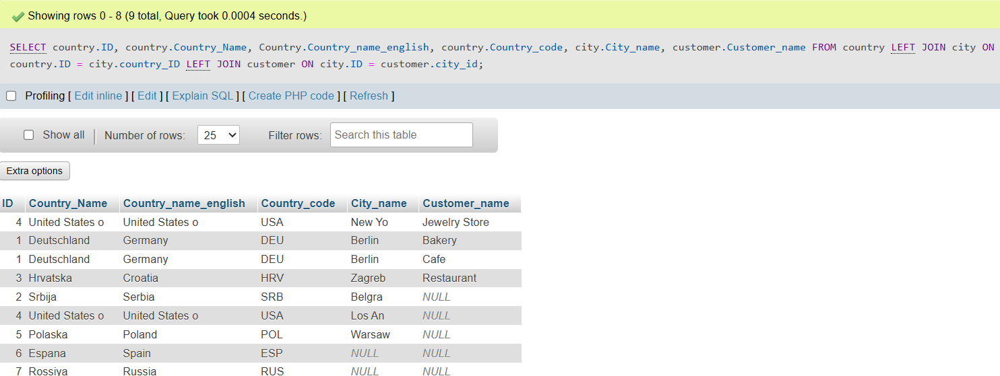 Showing rows 0 - 8 (9 total, Query took 0.0004 seconds.)
SELECT country.ID, country.Country_Name, Country.Country_name_english, country.Country_code, city.City_name, customer.Customer_name FROM country LEFT JOIN city ON
country.ID = city.country_ID LEFT JOIN customer ON city.ID = customer.city_id;
Profiling [ Edit inline ] [ Edit ] [ Explain SQL ] [ Create PHP code ] [ Refresh ]
Show all Number of rows: 25 Filter rows: Search this table
Extra options
ID Country_Name Country_name_english Country_code City_name Customer_name
4 United States o United States o USA New Yo Jewelry Store
1 Deutschland Germany DEU Berlin Bakery
1 Deutschland Germany DEU Berlin Cafe
3 Hrvatska Croatia HRV Zagreb Restaurant
2 Srbija Serbia SRB Belgra NULL
4 United States o United States o USA Los An NULL
5 Polaska Poland POL Warsaw NULL
6 Espana Spain ESP NULL NULL
7 Rossiya Russia RUS NULL NULL